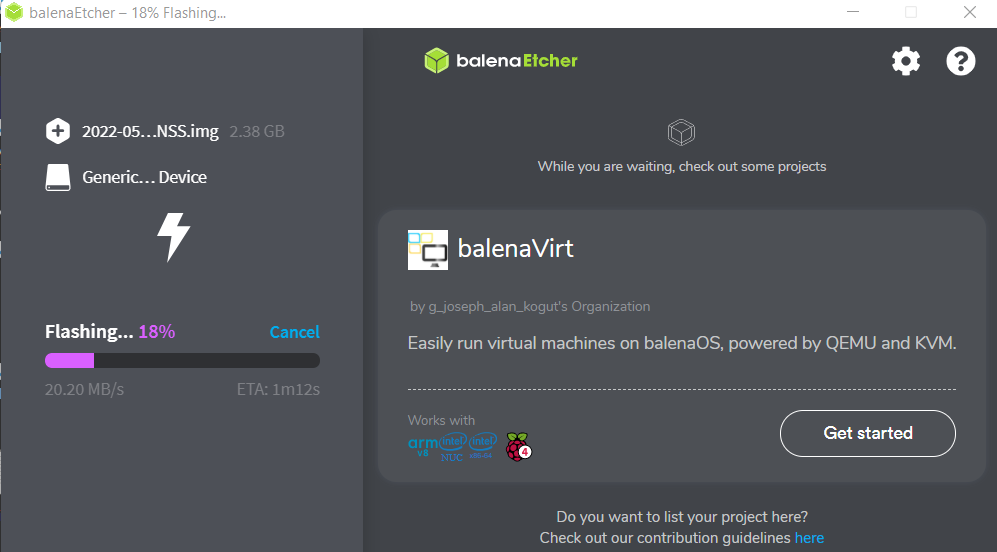 balenaEtcher – 18% Flashing...
balenaEtcher
2022-05…NSS.img 2.38 GB
Generic… Device
While you are waiting, check out some projects
balenaVirt
by g_joseph_alan_kogut's Organization
Easily run virtual machines on balenaOS, powered by QEMU and KVM.
Flashing... 18% Cancel
20.20 MB/s ETA: 1m12s
Works with
arm v8 intel NUC intel x86-64 4
Get started
Do you want to list your project here?
Check out our contribution guidelines here